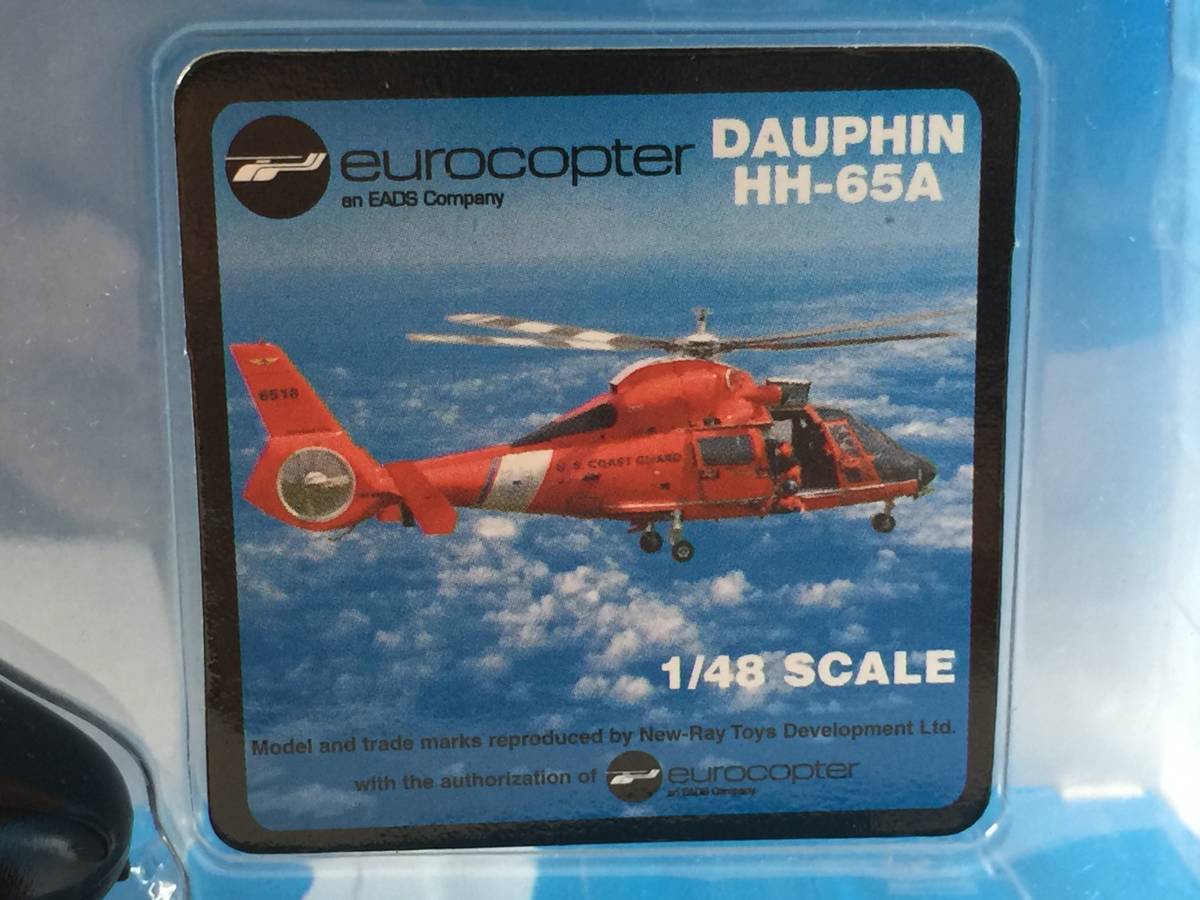 eurocopter
an EADS Company
DAUPHIN
HH-65A
6518
U.S. COAST GUARD
1/48 SCALE
Model and trade marks reproduced by New-Ray Toys Development Ltd.
with the authorization of eurocopter
an EADS Company